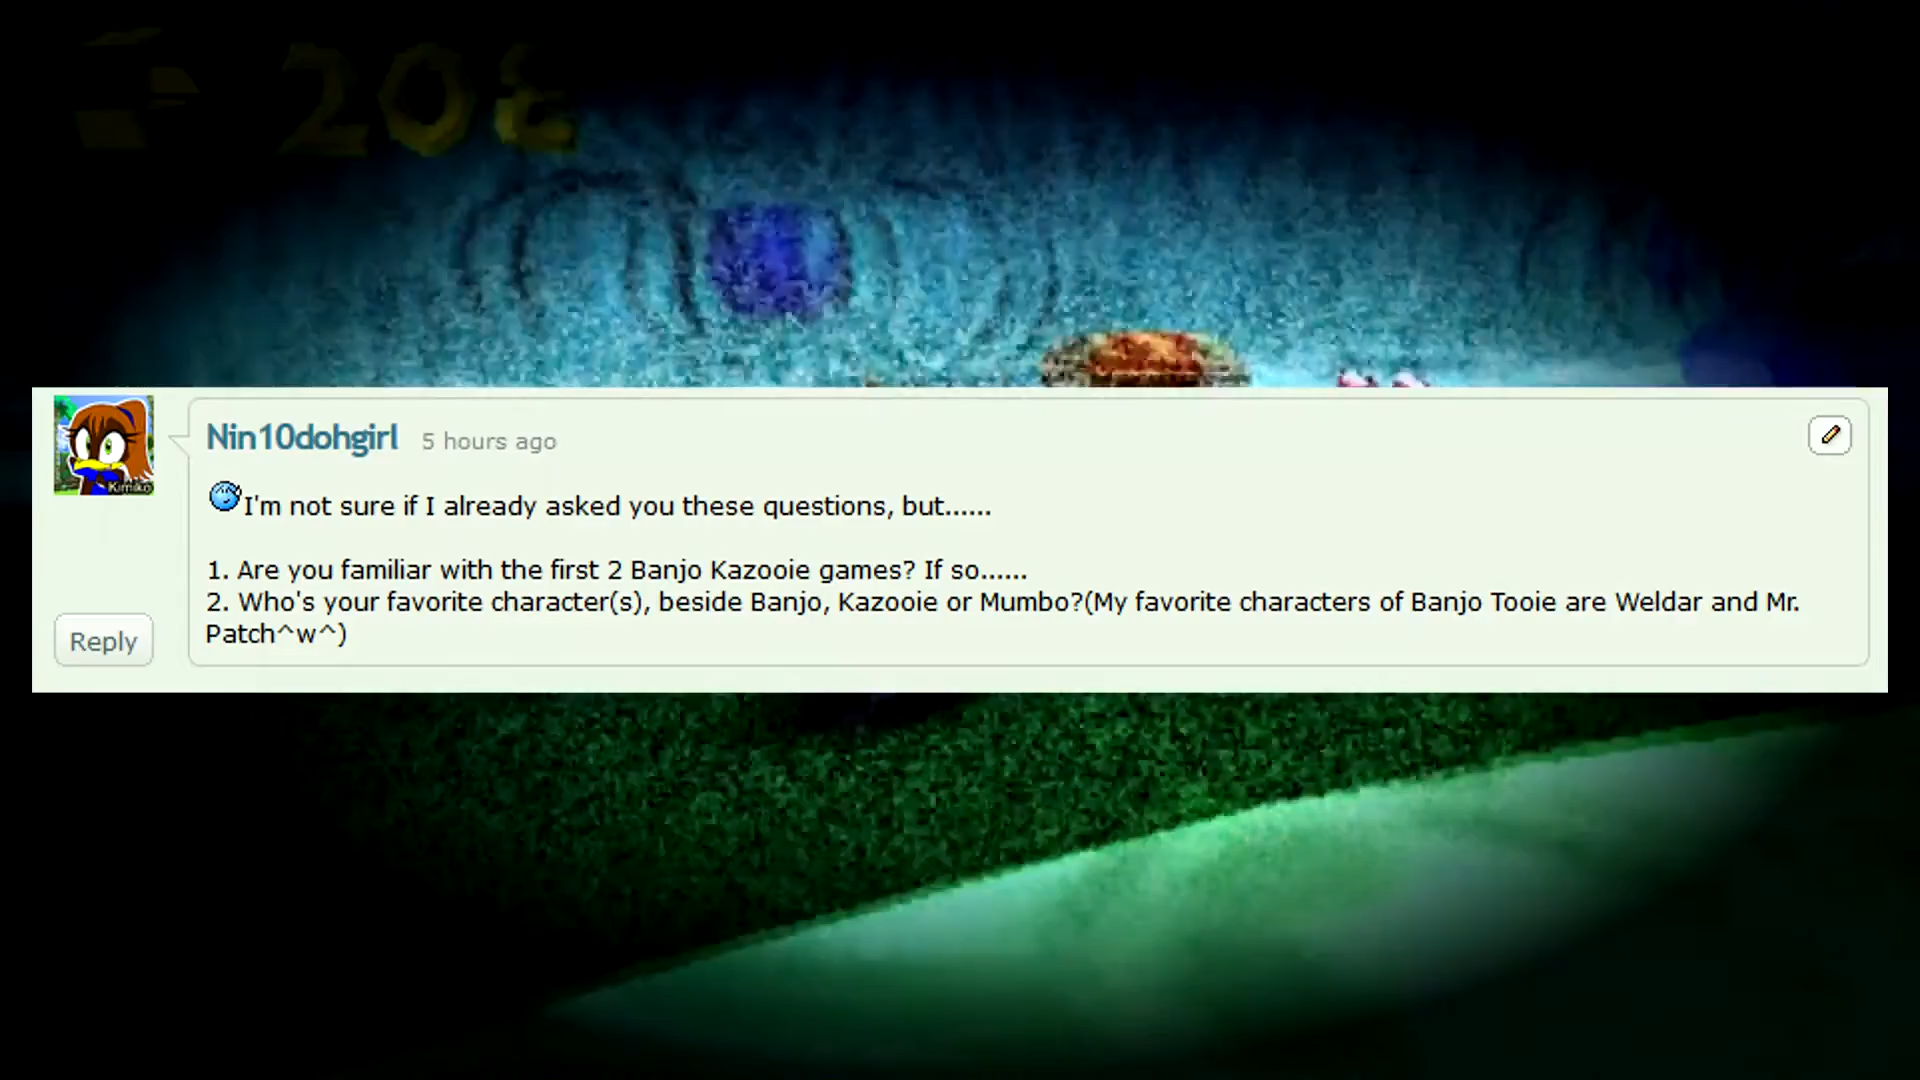 208
Nin10dohgirl 5 hours ago
I'm not sure if I already asked you these questions, but......
1. Are you familiar with the first 2 Banjo Kazooie games? If so......
2. Who's your favorite character(s), beside Banjo, Kazooie or Mumbo?(My favorite characters of Banjo Tooie are Weldar and Mr.
Patch^w^)
Kimiko
Reply